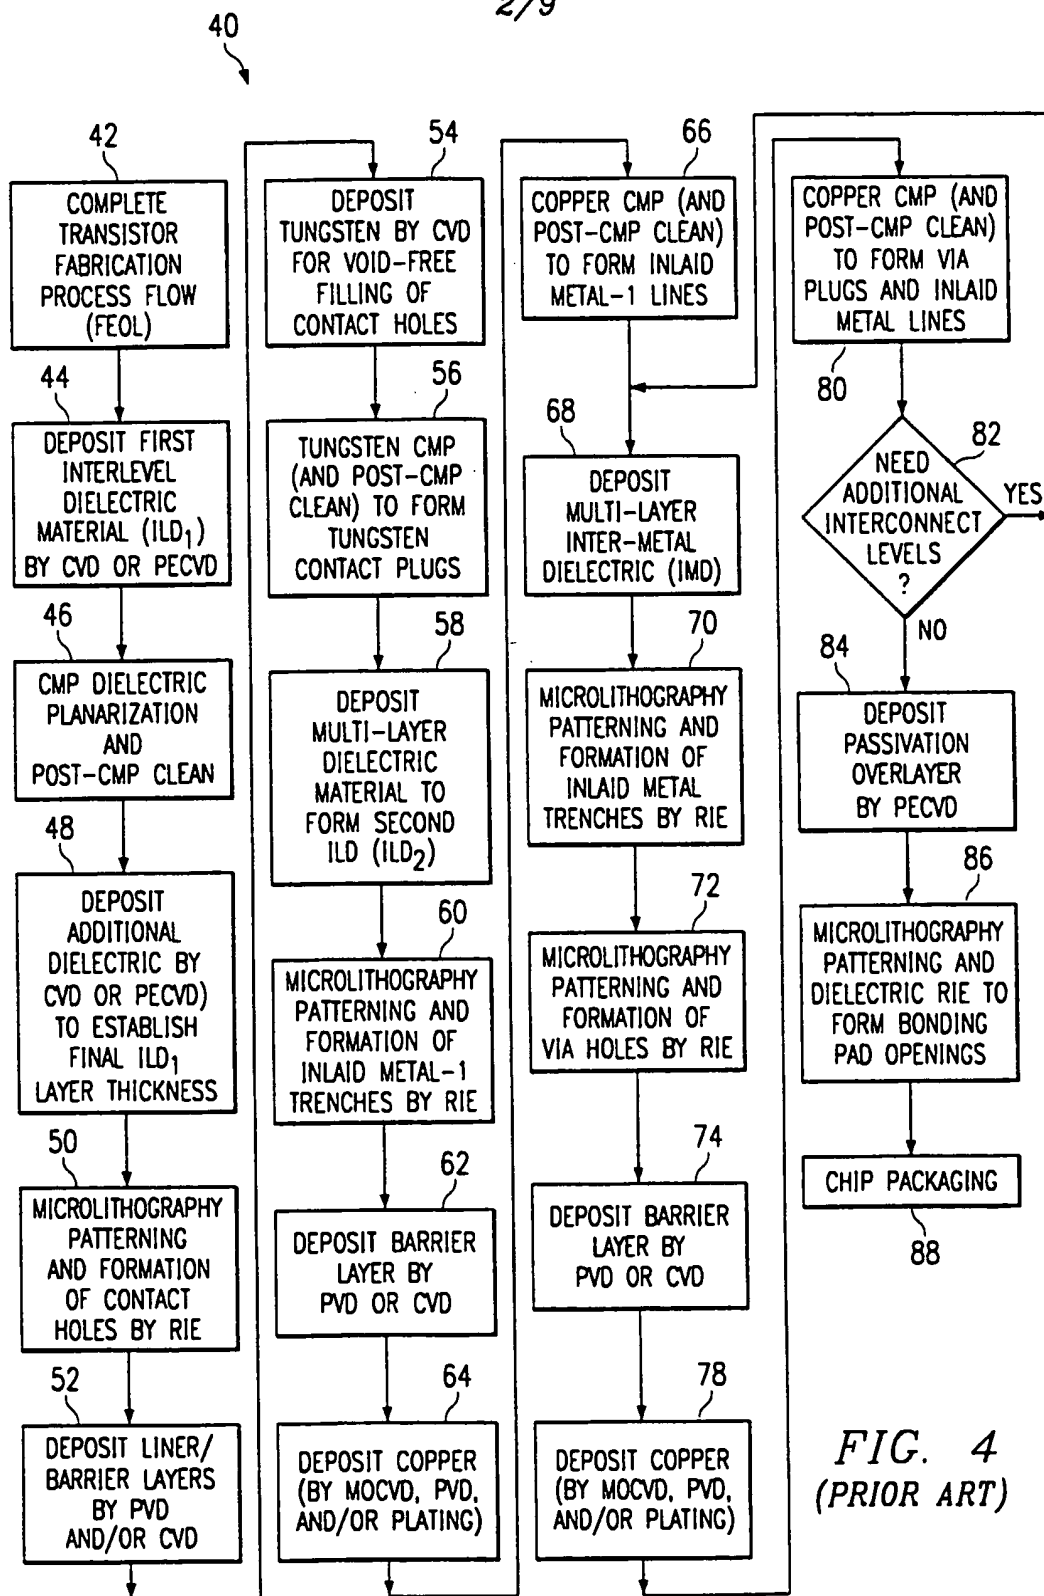 2/9
40
42
COMPLETE
TRANSISTOR
FABRICATION
PROCESS FLOW
(FEOL)
44
DEPOSIT FIRST
INTERLEVEL
DIELECTRIC
MATERIAL (ILD1)
BY CVD OR PECVD
46
CMP DIELECTRIC
PLANARIZATION
AND
POST-CMP CLEAN
48
DEPOSIT
ADDITIONAL
DIELECTRIC BY
CVD OR PECVD)
TO ESTABLISH
FINAL ILD1
LAYER THICKNESS
50
MICROLITHOGRAPHY
PATTERNING
AND FORMATION
OF CONTACT
HOLES BY RIE
52
DEPOSIT LINER/
BARRIER LAYERS
BY PVD
AND/OR CVD
54
DEPOSIT
TUNGSTEN BY CVD
FOR VOID-FREE
FILLING OF
CONTACT HOLES
56
TUNGSTEN CMP
(AND POST-CMP
CLEAN) TO FORM
TUNGSTEN
CONTACT PLUGS
58
DEPOSIT
MULTI-LAYER
DIELECTRIC
MATERIAL TO
FORM SECOND
ILD (ILD2)
60
MICROLITHOGRAPHY
PATTERNING AND
FORMATION OF
INLAID METAL-1
TRENCHES BY RIE
62
DEPOSIT BARRIER
LAYER BY
PVD OR CVD
64
DEPOSIT COPPER
(BY MOCVD, PVD,
AND/OR PLATING)
66
COPPER CMP (AND
POST-CMP CLEAN)
TO FORM INLAID
METAL-1 LINES
68
DEPOSIT
MULTI-LAYER
INTER-METAL
DIELECTRIC (IMD)
70
MICROLITHOGRAPHY
PATTERNING AND
FORMATION OF
INLAID METAL
TRENCHES BY RIE
72
MICROLITHOGRAPHY
PATTERNING AND
FORMATION OF
VIA HOLES BY RIE
74
DEPOSIT BARRIER
LAYER BY
PVD OR CVD
78
DEPOSIT COPPER
(BY MOCVD, PVD,
AND/OR PLATING)
COPPER CMP (AND
POST-CMP CLEAN)
TO FORM VIA
PLUGS AND INLAID
METAL LINES
80
82
NEED
ADDITIONAL
INTERCONNECT
LEVELS
?
YES
NO
84
DEPOSIT
PASSIVATION
OVERLAYER
BY PECVD
86
MICROLITHOGRAPHY
PATTERNING AND
DIELECTRIC RIE TO
FORM BONDING
PAD OPENINGS
CHIP PACKAGING
88
FIG. 4
(PRIOR ART)